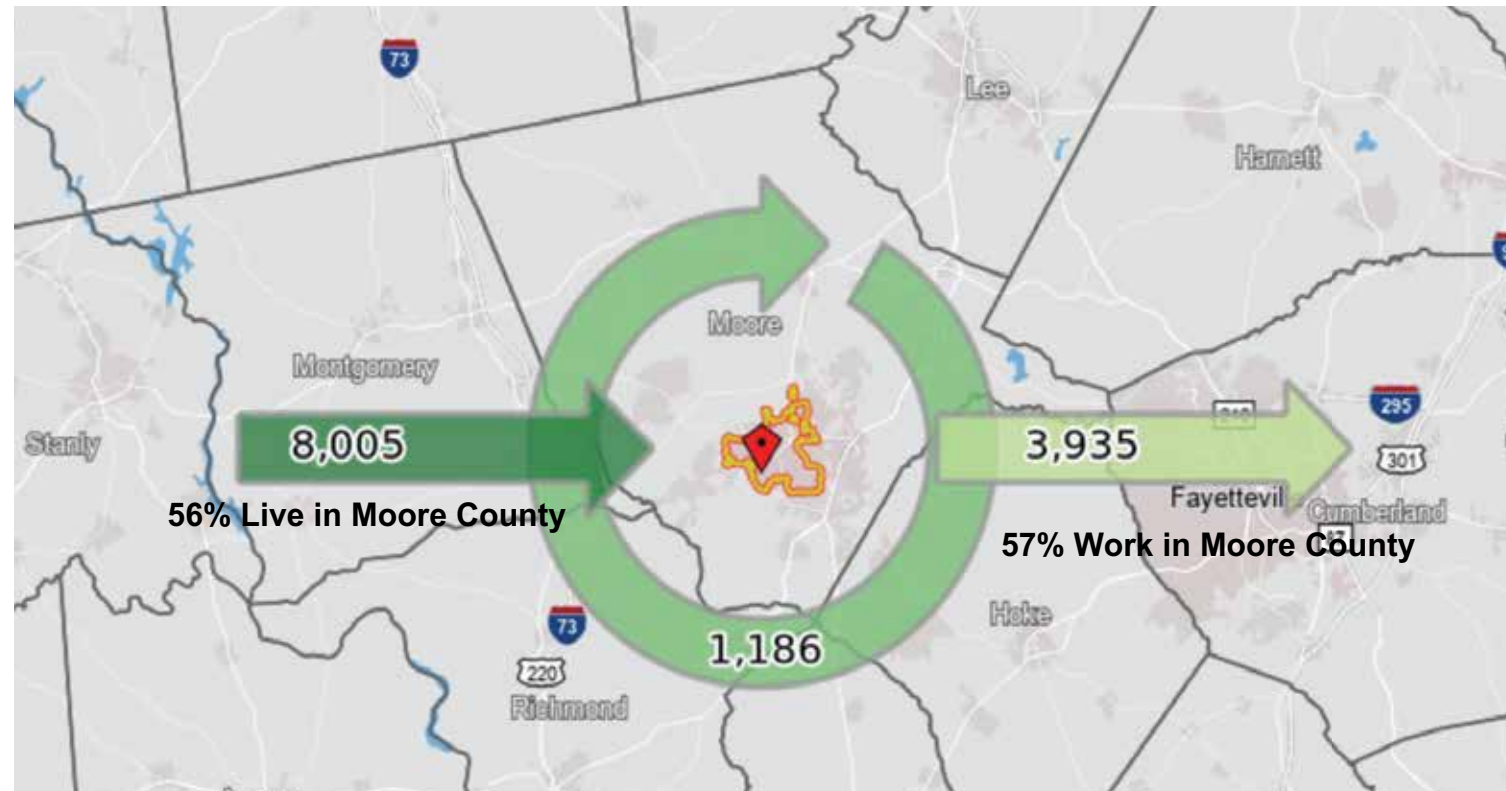 73
Lee
Harnett
Moore
Montgomery
Stanly
295
8,005
3,935
301
56% Live in Moore County
Fayettevil
Cumberland
57% Work in Moore County
Hoke
73
1,186
220
Richmond